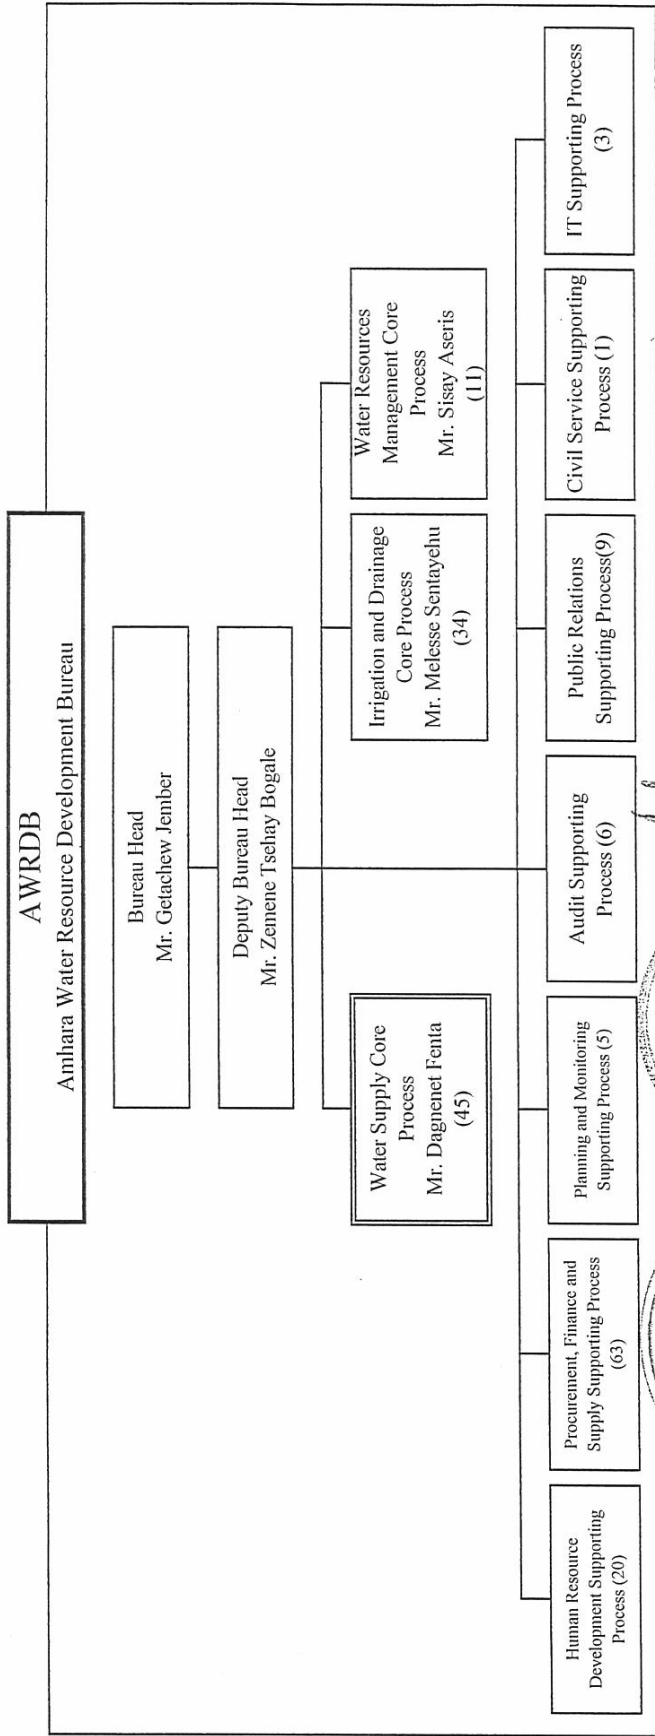 AWRDB
Amhara Water Resource Development Bureau
Bureau Head
Mr. Getachew Jember
Deputy Bureau Head
Mr. Zemene Tsehay Bogale
Water Supply Core
Process
Mr. Dagnenet Fenta
(45)
Irrigation and Drainage
Core Process
Mr. Melesse Sentayehu
(34)
Water Resources
Management Core
Process
Mr. Sisay Aseris
(11)
Human Resource
Development Supporting
Process (20)
Procurement, Finance and
Supply Supporting Process
(63)
Planning and Monitoring
Supporting Process (5)
Audit Supporting
Process (6)
Public Relations
Supporting Process(9)
Civil Service Supporting
Process (1)
IT Supporting Process
(3)